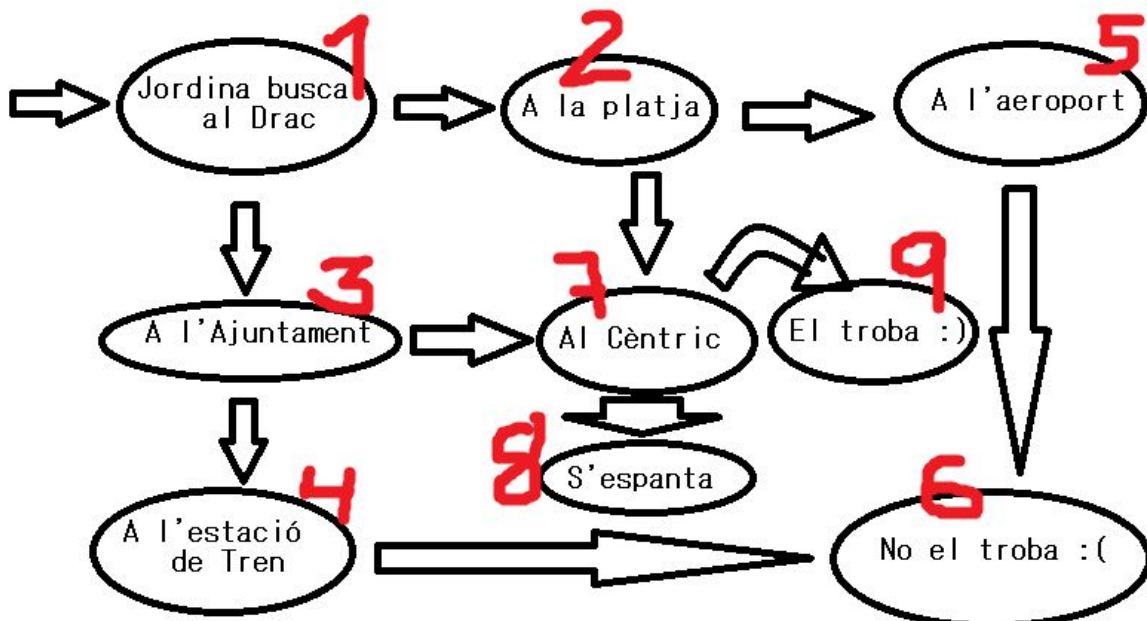 1
Jordina busca
al Drac
2
A la platja
5
A l'aeroport
3
A l'Ajuntament
7
Al Cèntric
9
El troba :)
8
S'espanta
4
A l'estació
de Tren
6
No el troba :(